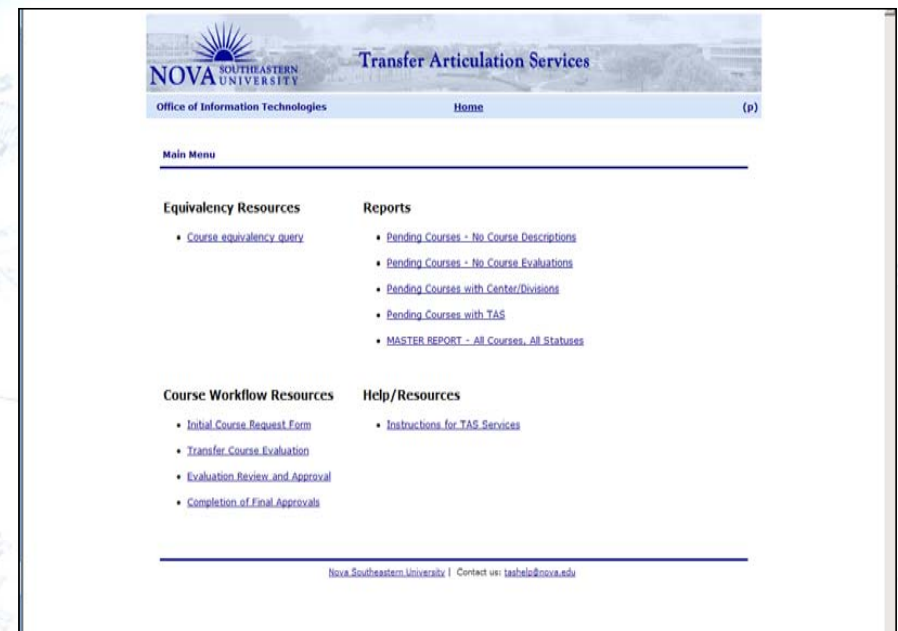 NOVA SOUTHEASTERN UNIVERSITY
Transfer Articulation Services
Office of Information Technologies Home (p)
Main Menu
Equivalency Resources
• Course equivalency query
Reports
• Pending Courses - No Course Descriptions
• Pending Courses - No Course Evaluations
• Pending Courses with Center/Divisions
• Pending Courses with TAS
• MASTER REPORT - All Courses, All Statuses
Course Workflow Resources
• Initial Course Request Form
• Transfer Course Evaluation
• Evaluation Review and Approval
• Completion of Final Approvals
Help/Resources
• Instructions for TAS Services
Nova Southeastern University | Contact us: tashelp@nova.edu